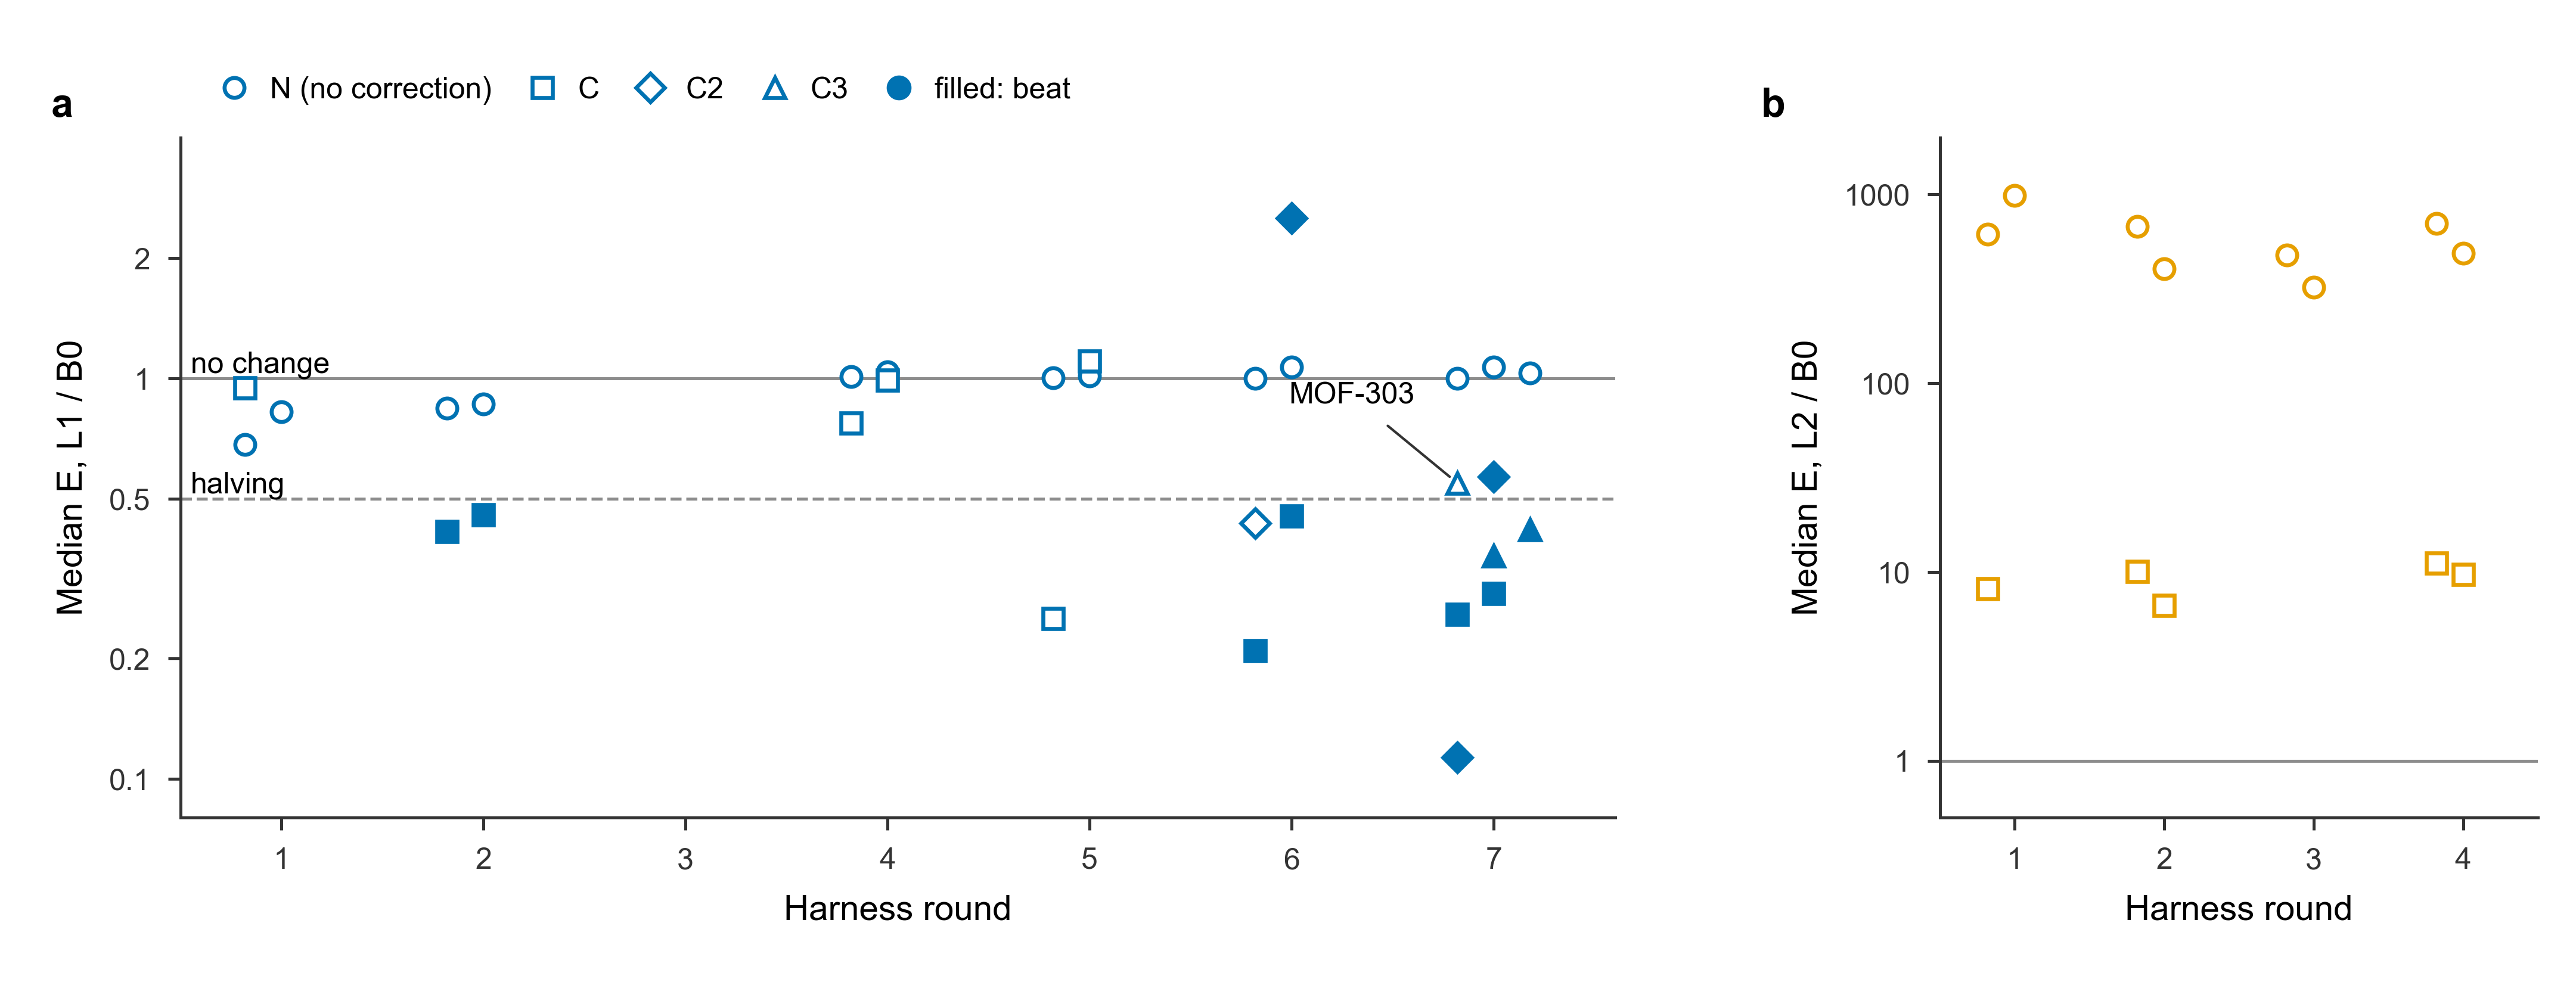 N (no correction) C C2 C3 filled: beat
a
Median E, L1 / B0
2
1
0.5
0.2
0.1
no change
halving
MOF-303
1 2 3 4 5 6 7
Harness round
b
Median E, L2 / B0
1000
100
10
1
1 2 3 4
Harness round